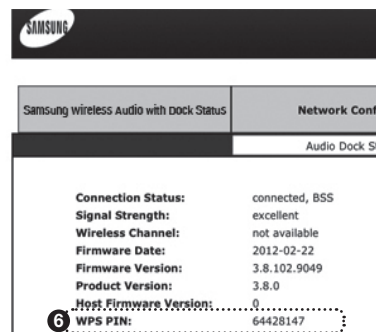 SAMSUNG
Samsung Wireless Audio with Dock Status Network Conf
Audio Dock S
Connection Status: connected, BSS
Signal Strength: excellent
Wireless Channel: not available
Firmware Date: 2012-02-22
Firmware Version: 3.8.102.9049
Product Version: 3.8.0
Host Firmware Version: 0
6 WPS PIN: 64428147